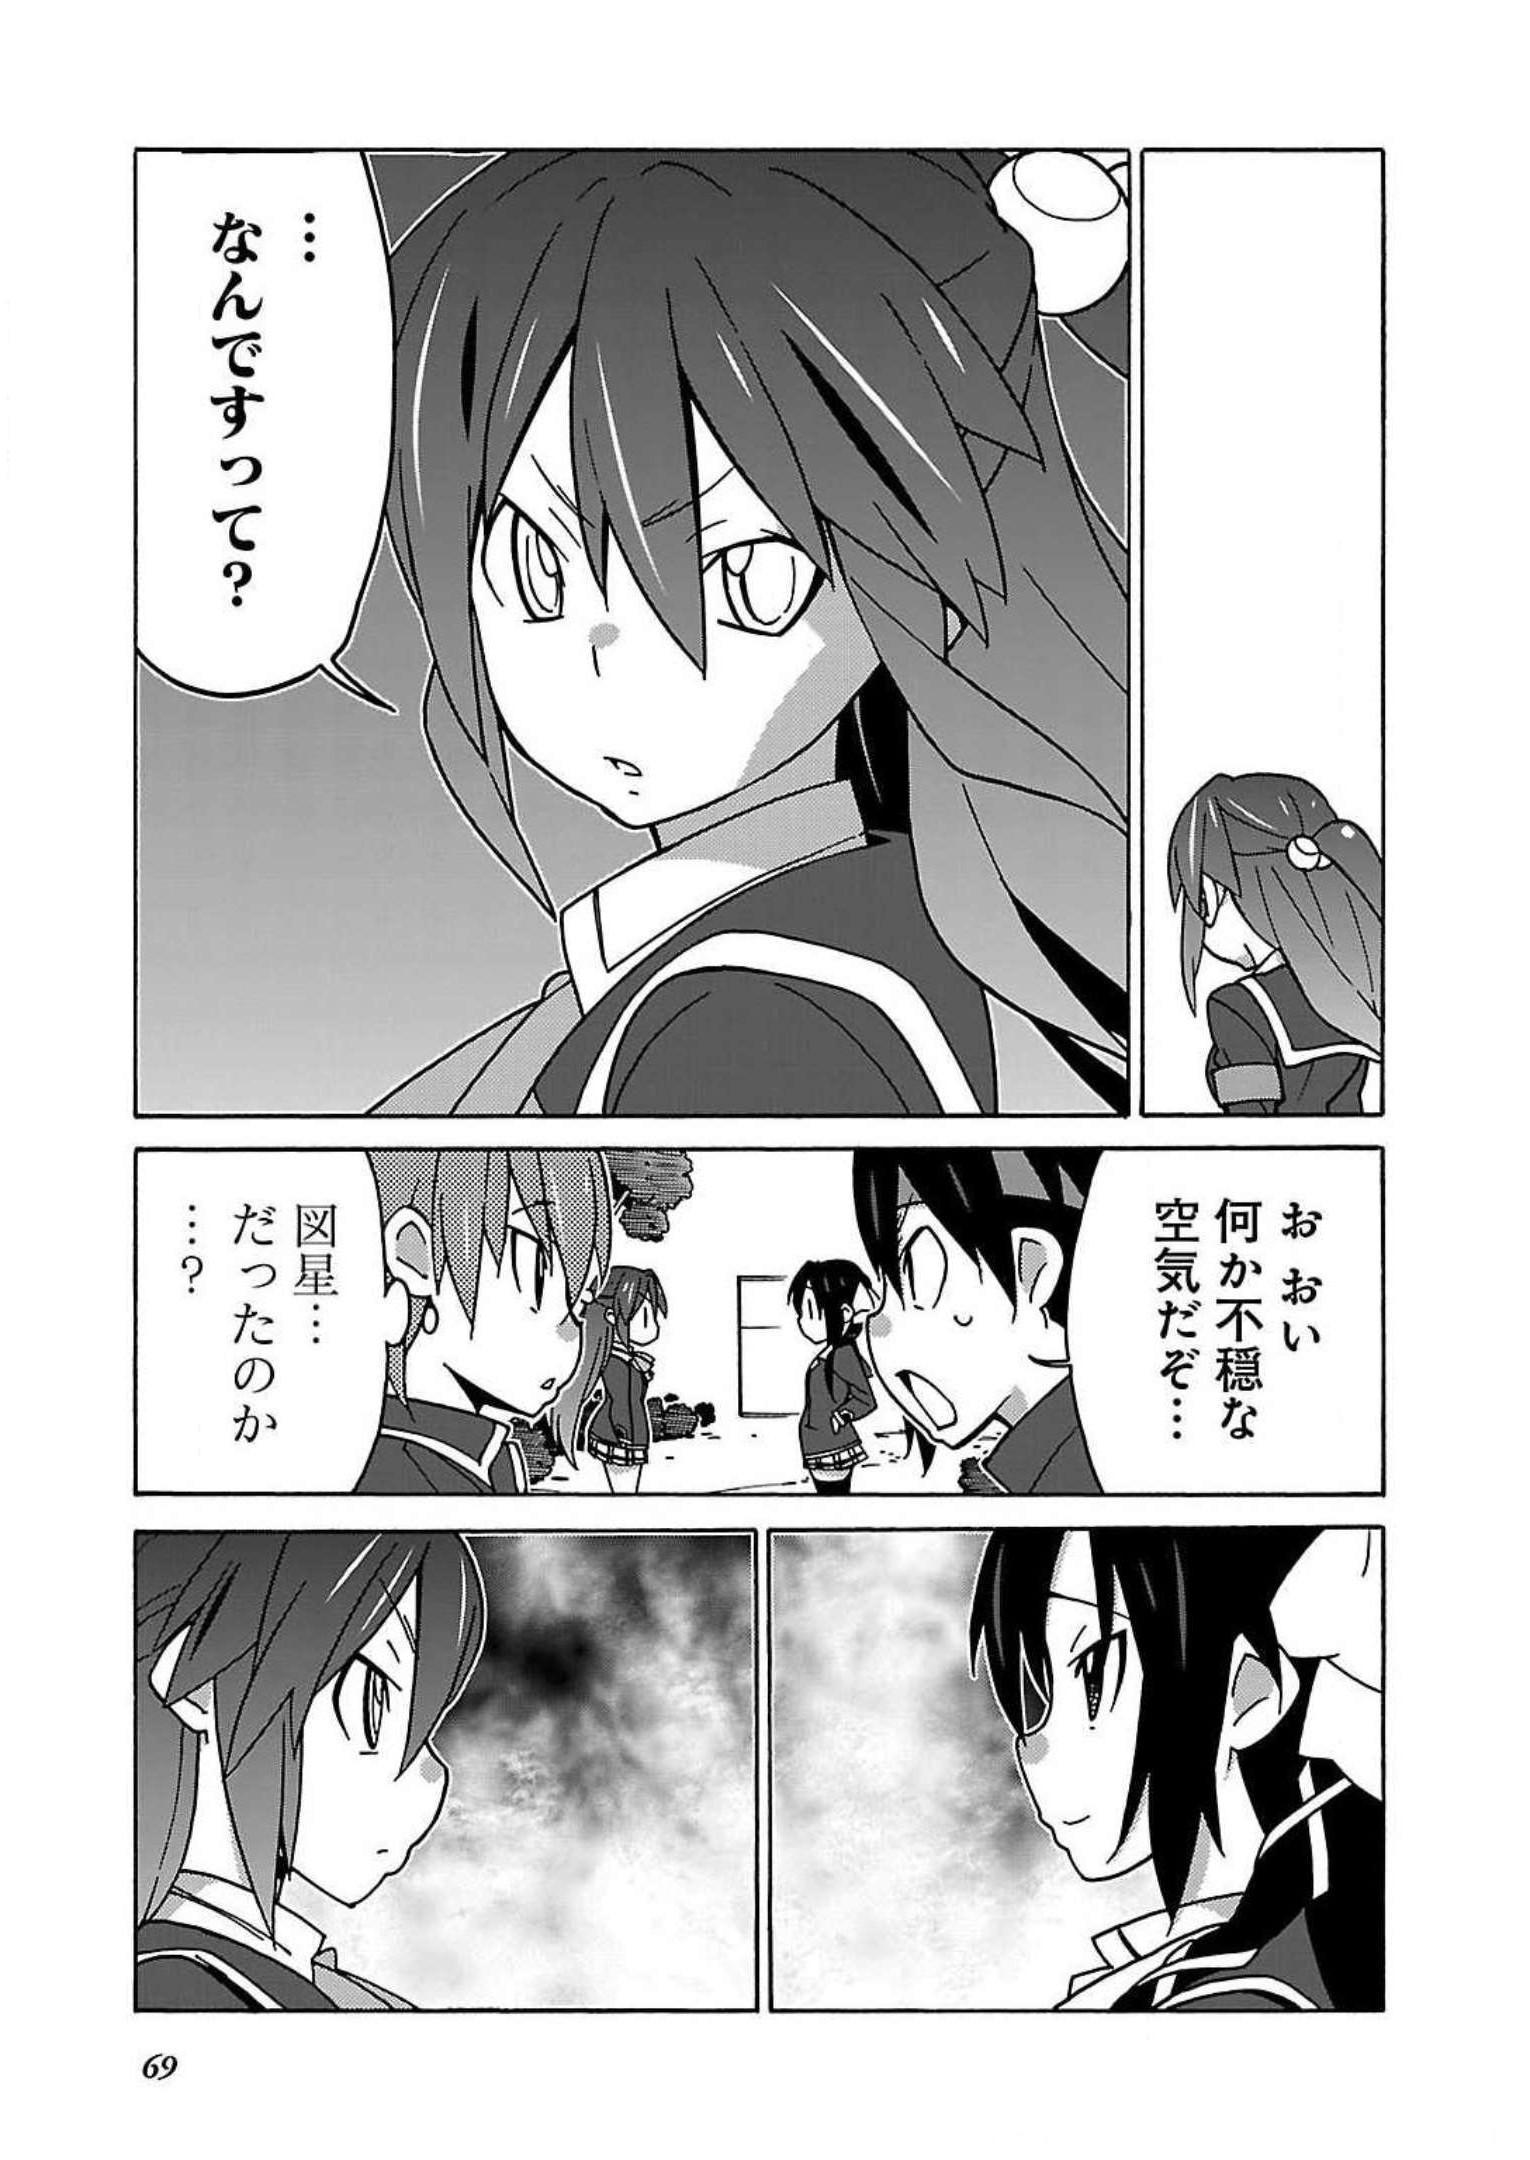 …
なんですって?
おおい
何か不穏な
空気だぞ…
図星…
だったのか
…?
69